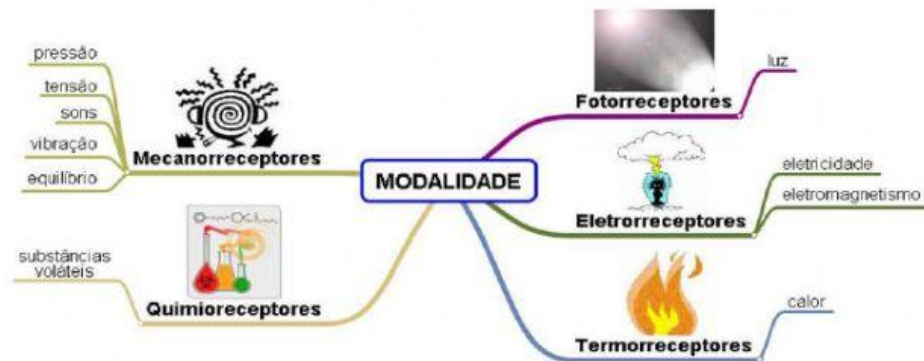 MODALIDADE
pressão
tensão
sons
vibração
equilíbrio
Mecanorreceptores
substâncias
voláteis
Quimioreceptores
Fotorreceptores
luz
Eletrorreceptores
eletricidade
eletromagnetismo
Termorreceptores
calor